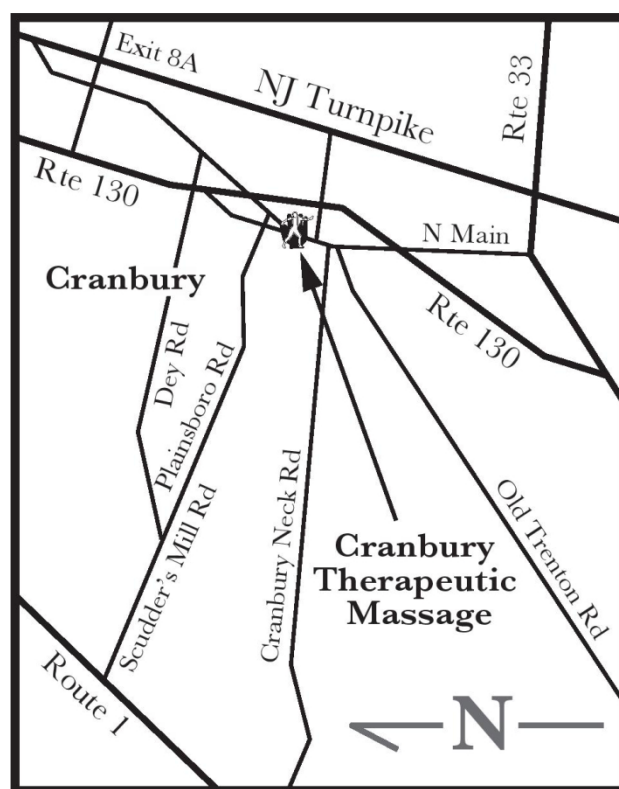 Exit 8A
NJ Turnpike
Rte 33
Rte 130
N Main
Cranbury
Rte 130
Dey Rd
Plainsboro Rd
Scudder's Mill Rd
Cranbury Neck Rd
Old Trenton Rd
Cranbury
Therapeutic
Massage
Route 1
N